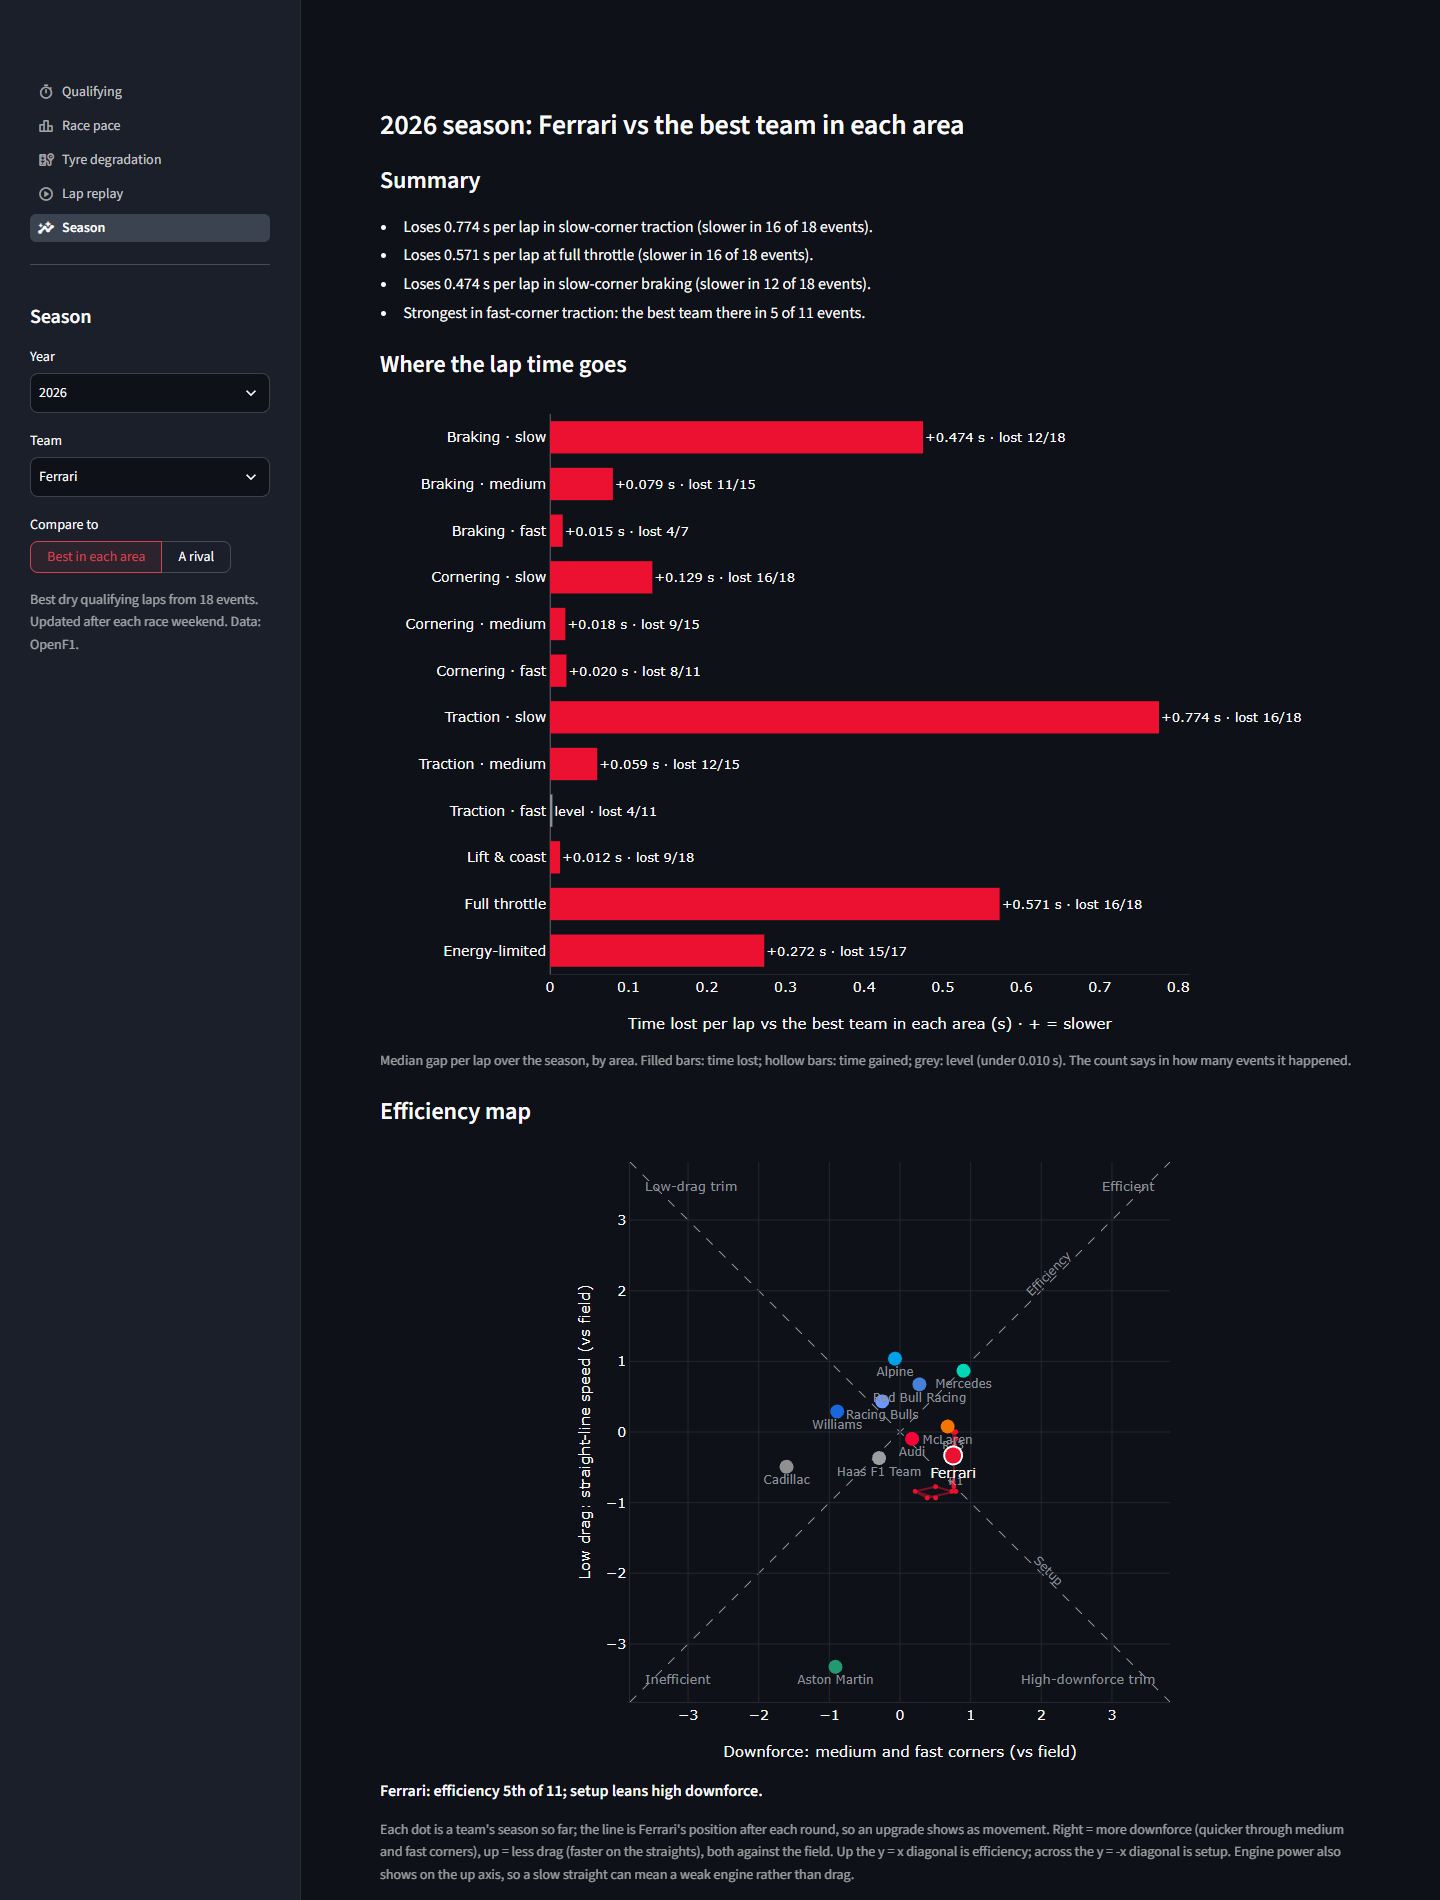 Qualifying
Race pace
Tyre degradation
Lap replay
Season
Season
Year
2026
Team
Ferrari
Compare to
Best in each area
A rival
Best dry qualifying laps from 18 events.
Updated after each race weekend. Data:
OpenF1.
2026 season: Ferrari vs the best team in each area
Summary
• Loses 0.774 s per lap in slow-corner traction (slower in 16 of 18 events).
• Loses 0.571 s per lap at full throttle (slower in 16 of 18 events).
• Loses 0.474 s per lap in slow-corner braking (slower in 12 of 18 events).
• Strongest in fast-corner traction: the best team there in 5 of 11 events.
Where the lap time goes
Braking · slow +0.474 s · lost 12/18
Braking · medium +0.079 s · lost 11/15
Braking · fast +0.015 s · lost 4/7
Cornering · slow +0.129 s · lost 16/18
Cornering · medium +0.018 s · lost 9/15
Cornering · fast +0.020 s · lost 8/11
Traction · slow +0.774 s · lost 16/18
Traction · medium +0.059 s · lost 12/15
Traction · fast level · lost 4/11
Lift & coast +0.012 s · lost 9/18
Full throttle +0.571 s · lost 16/18
Energy-limited +0.272 s · lost 15/17
0 0.1 0.2 0.3 0.4 0.5 0.6 0.7 0.8
Time lost per lap vs the best team in each area (s) · + = slower
Median gap per lap over the season, by area. Filled bars: time lost; hollow bars: time gained; grey: level (under 0.010 s). The count says in how many events it happened.
Efficiency map
Low-drag trim
Efficient
Efficiency
3
2
1
0
−1
−2
−3
Low drag: straight-line speed (vs field)
Alpine
Mercedes
Red Bull Racing
Racing Bulls
Williams
McLaren
Audi
Haas F1 Team
Ferrari
Cadillac
Setup
Inefficient
Aston Martin
High-downforce trim
−3 −2 −1 0 1 2 3
Downforce: medium and fast corners (vs field)
Ferrari: efficiency 5th of 11; setup leans high downforce.
Each dot is a team's season so far; the line is Ferrari's position after each round, so an upgrade shows as movement. Right = more downforce (quicker through medium
and fast corners), up = less drag (faster on the straights), both against the field. Up the y = x diagonal is efficiency; across the y = -x diagonal is setup. Engine power also
shows on the up axis, so a slow straight can mean a weak engine rather than drag.